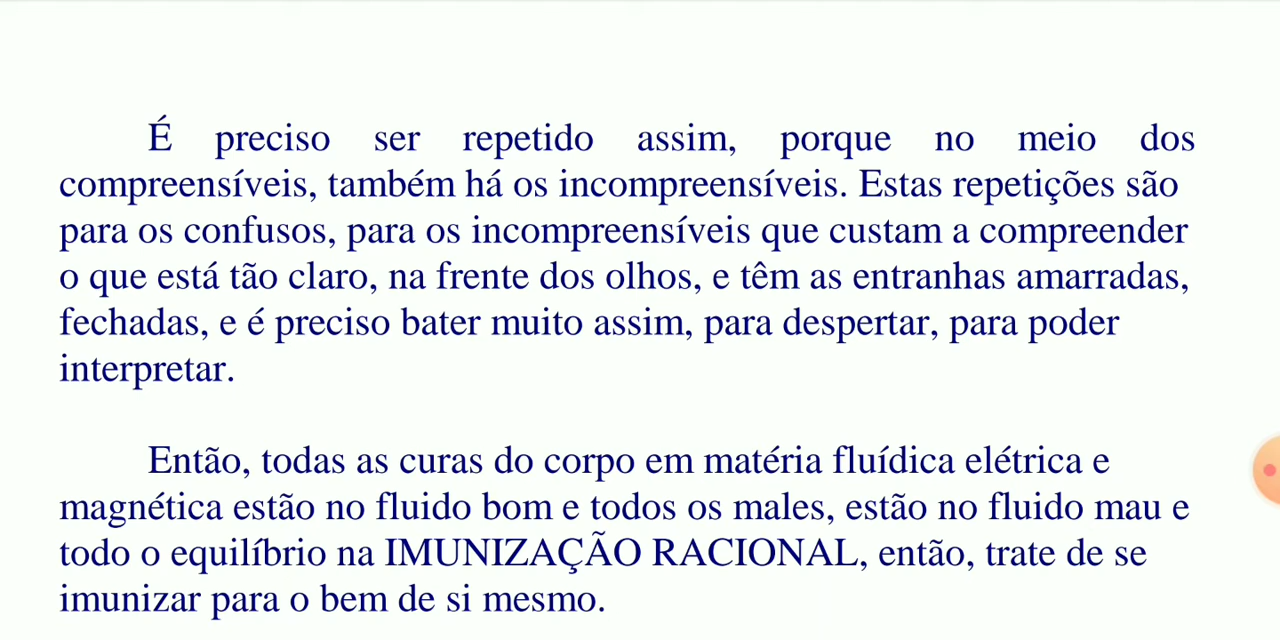 É preciso ser repetido assim, porque no meio dos
compreensíveis, também há os incompreensíveis. Estas repetições são
para os confusos, para os incompreensíveis que custam a compreender
o que está tão claro, na frente dos olhos, e têm as entranhas amarradas,
fechadas, e é preciso bater muito assim, para despertar, para poder
interpretar.
Então, todas as curas do corpo em matéria fluídica elétrica e
magnética estão no fluido bom e todos os males, estão no fluido mau e
todo o equilíbrio na IMUNIZAÇÃO RACIONAL, então, trate de se
imunizar para o bem de si mesmo.